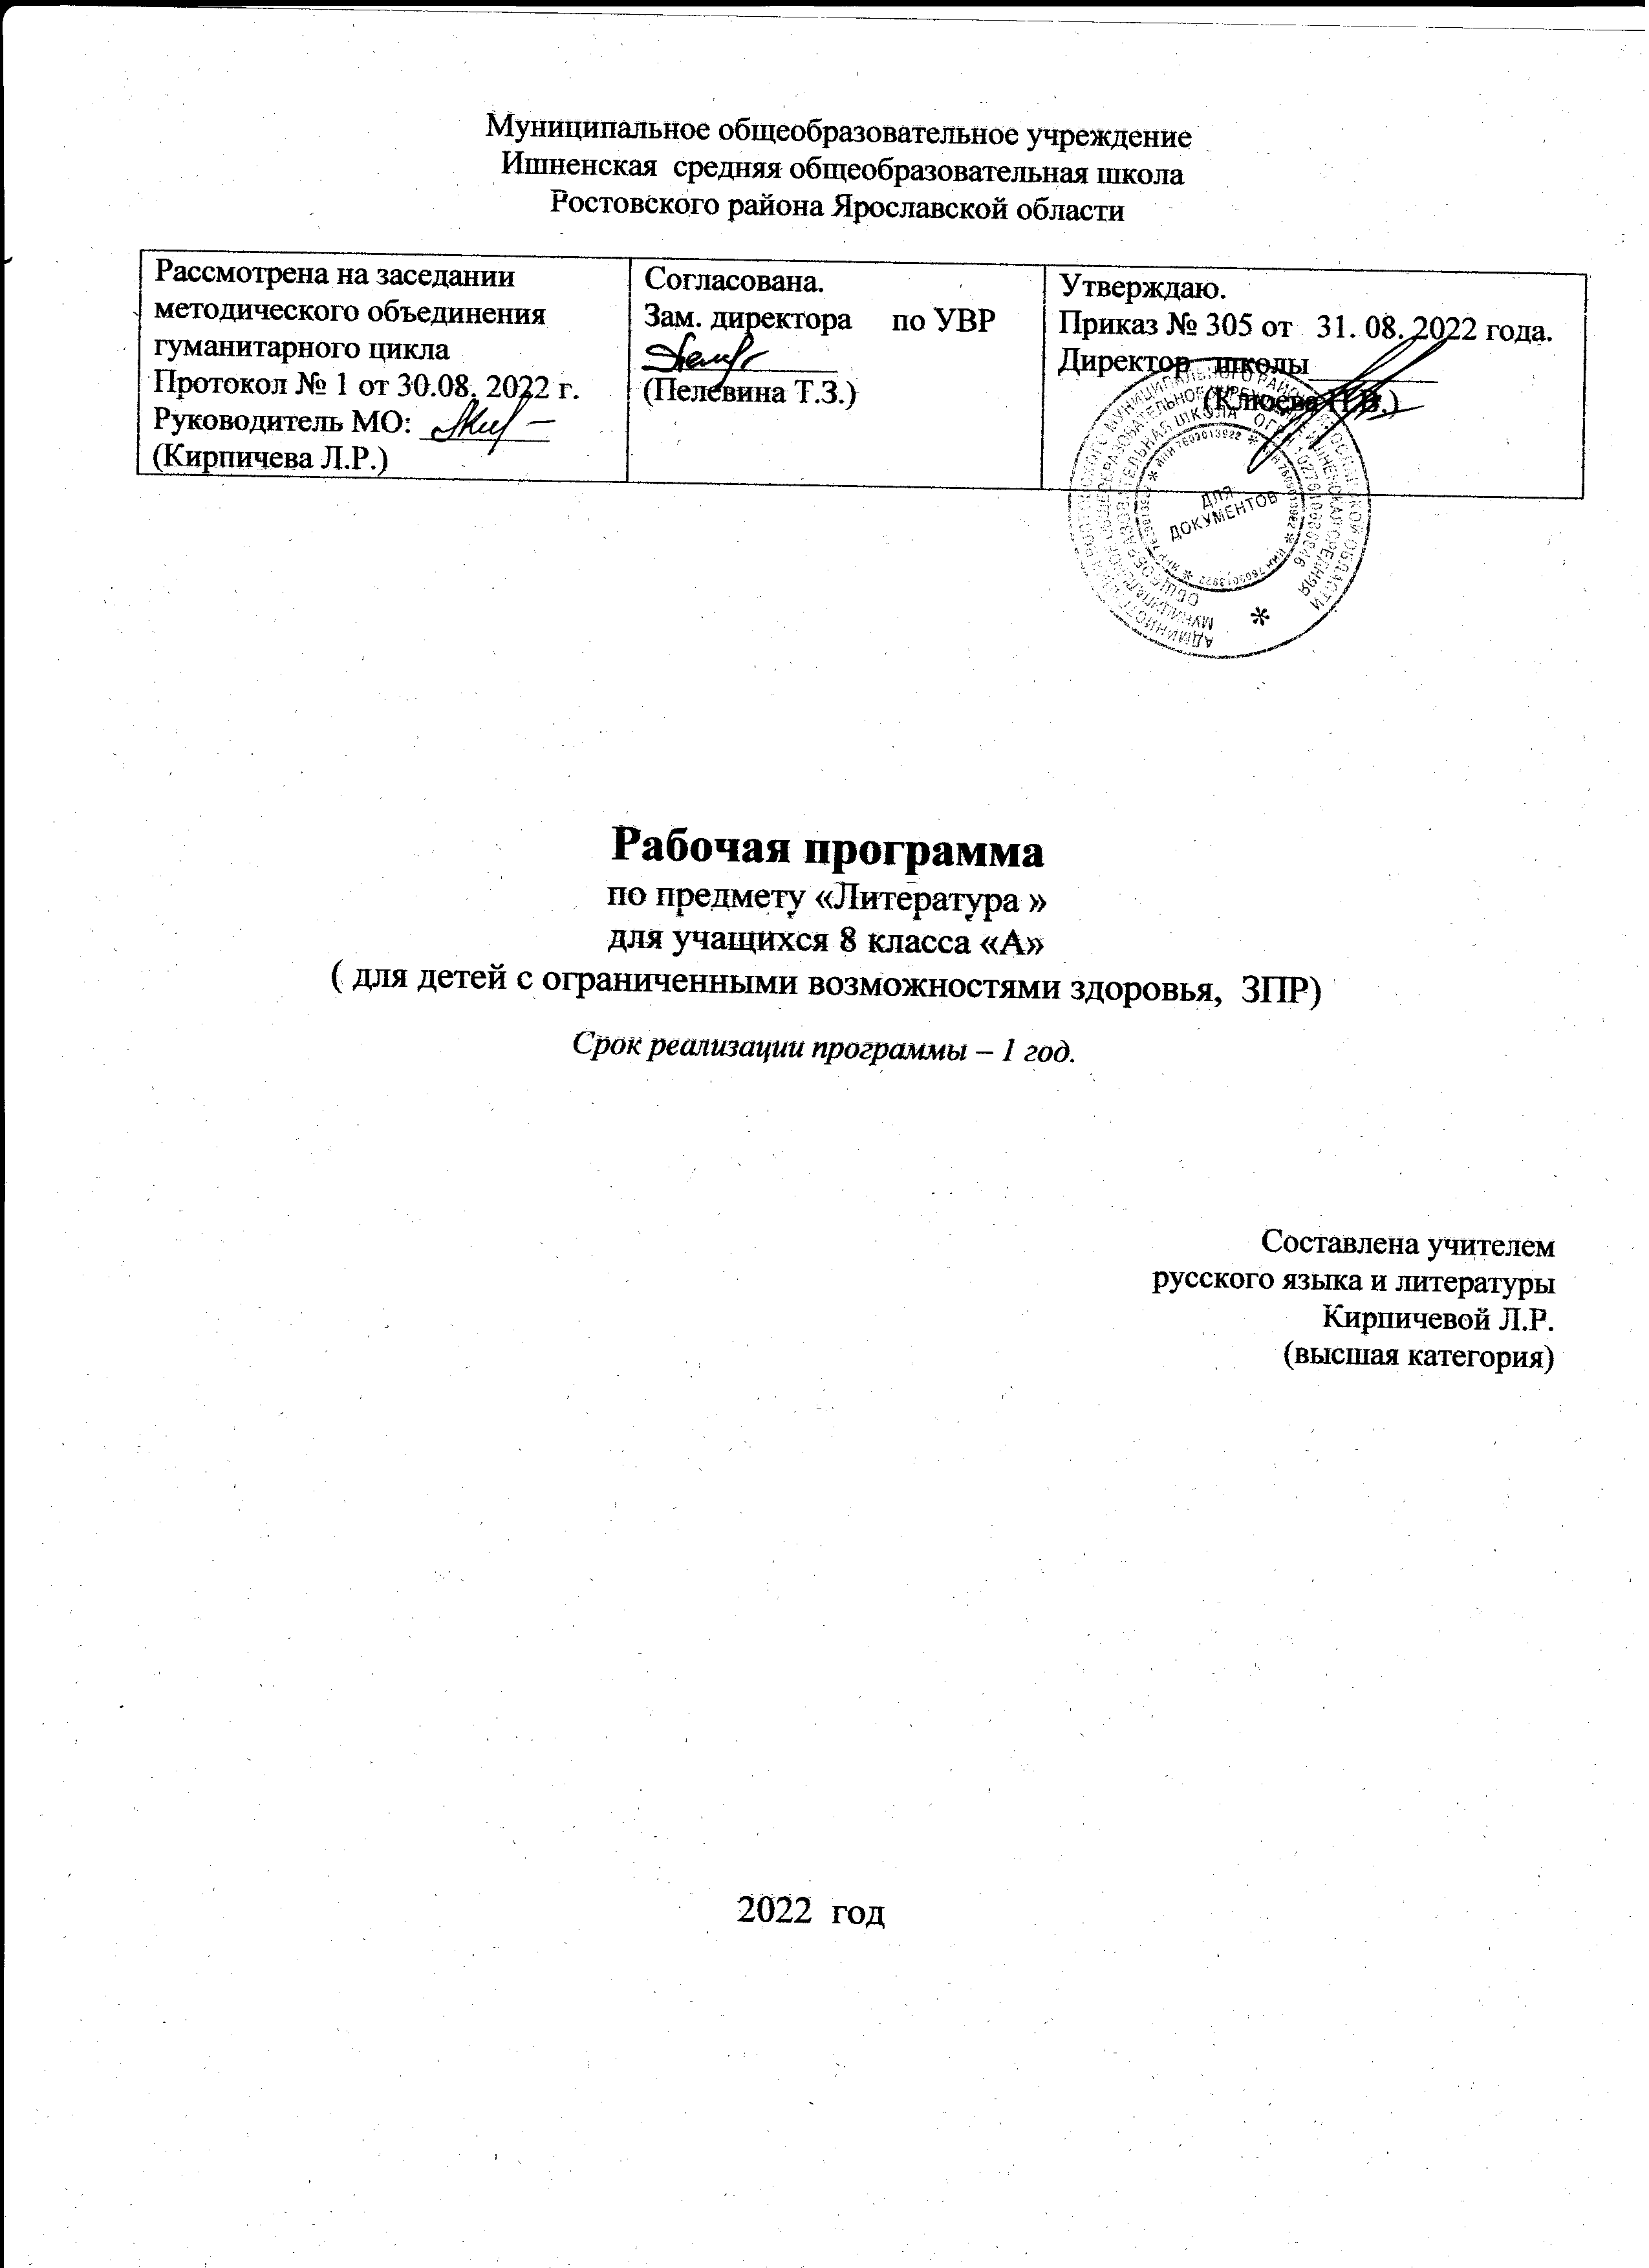 Муниципальное общеобразовательное учреждение
Ишненская средняя общеобразовательная школа
Ростовского района Ярославской области
Рассмотрена на заседании
методического объединения
гуманитарного цикла
Протокол № 1 от 30.08. 2022 г.
Руководитель МО:
(Кирпичева Л.Р.)
Согласована.
Зам. директора по УВР
(Пелевина Т.З.)
Утверждаю.
Приказ № 305 от 31. 08. 2022 года.
Директор школы
(Клюева
ДЛЯ
ДОКУМЕНТОВ
Рабочая программа
по предмету «Литература »
для учащихся 8 класса «А»
( для детей с ограниченными возможностями здоровья, ЗПР)
Срок реализации программы – 1 год.
Составлена учителем
русского языка и литературы
Кирпичевой Л.Р.
(высшая категория)
2022 год